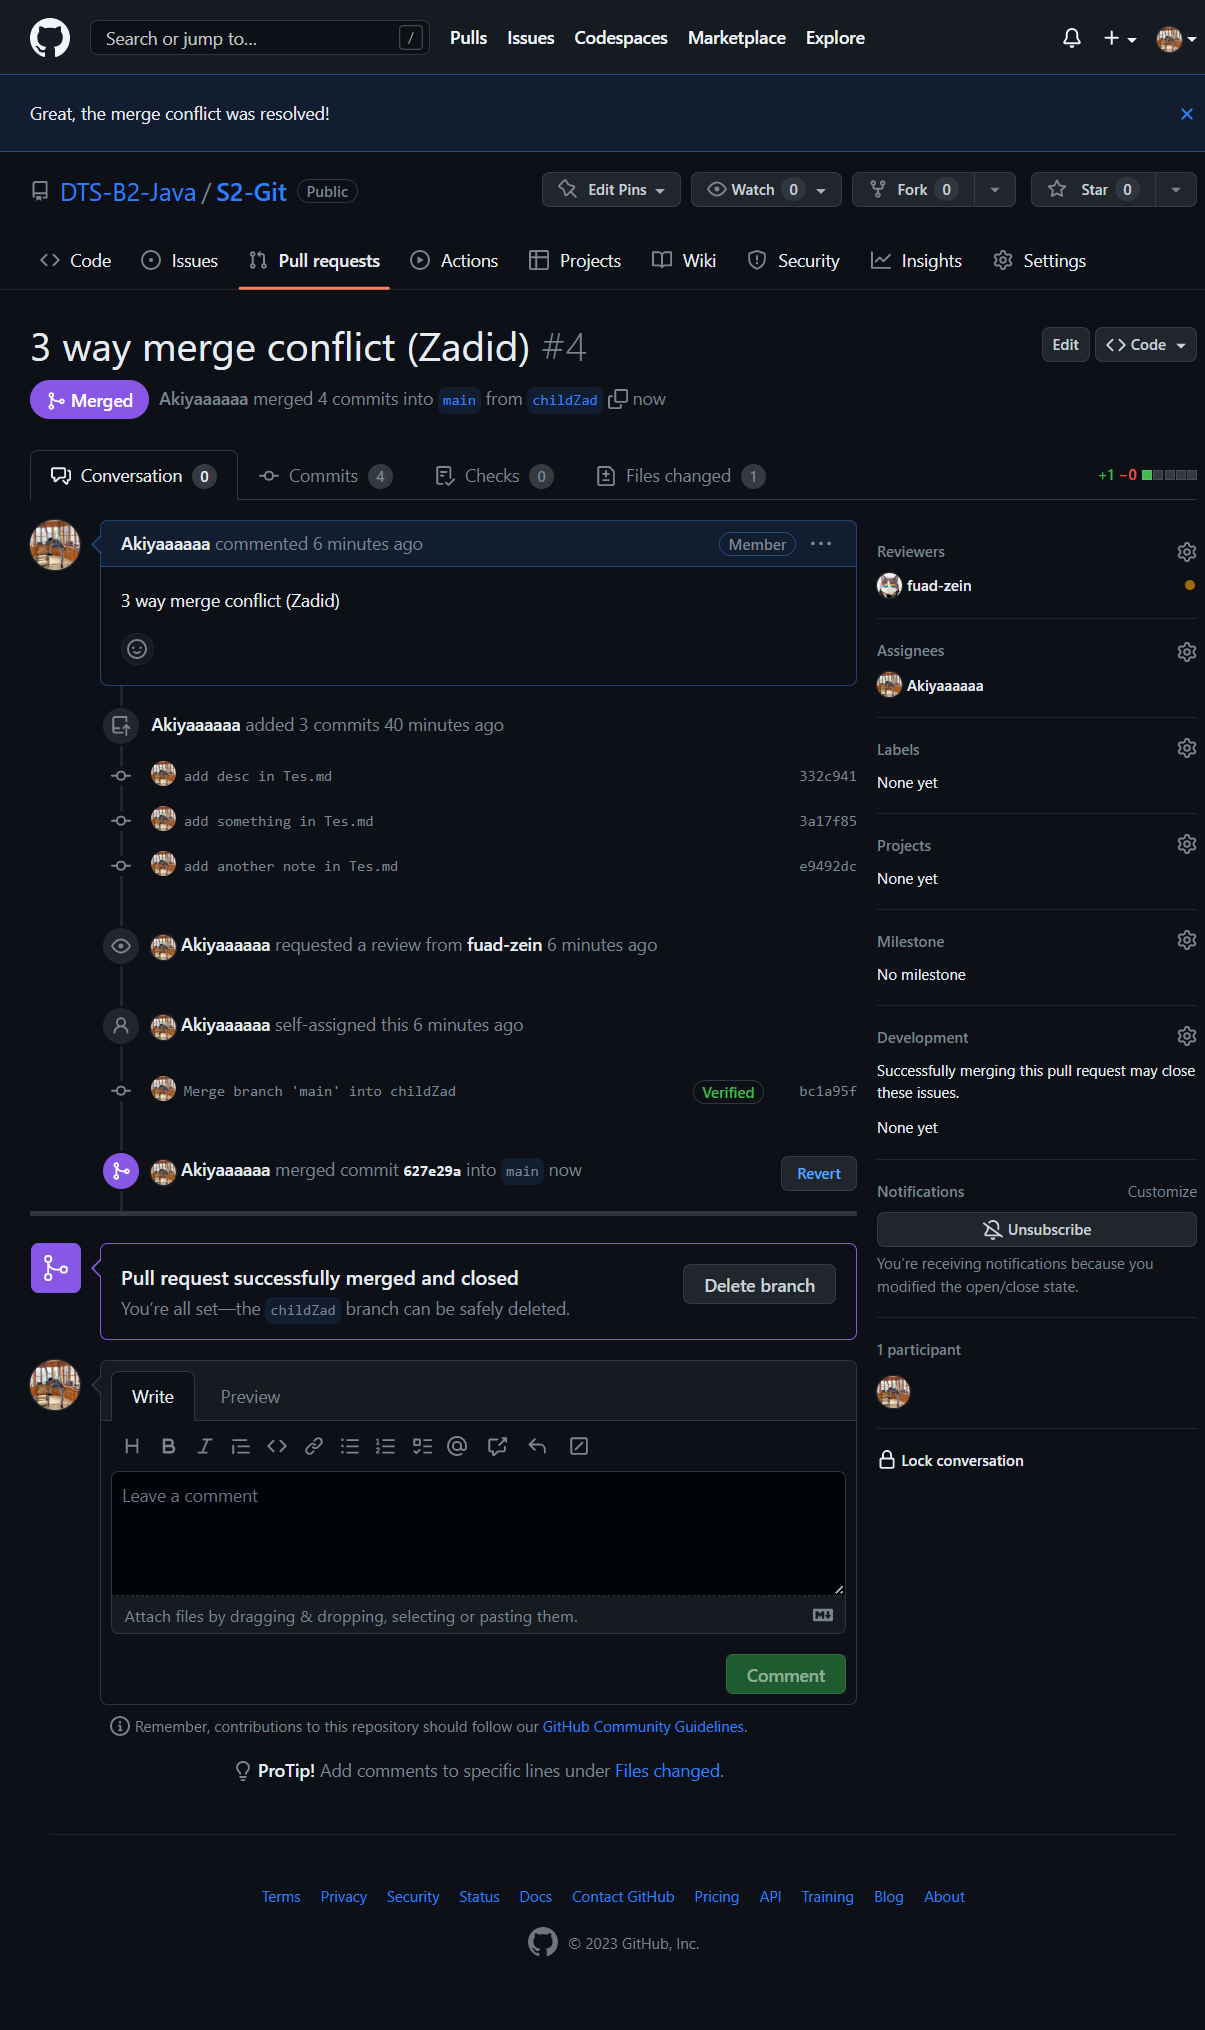 Search or jump to... /
Pulls Issues Codespaces Marketplace Explore
Great, the merge conflict was resolved!
DTS-B2-Java / S2-Git Public
Edit Pins Watch 0 Fork 0 Star 0
Code Issues Pull requests Actions Projects Wiki Security Insights Settings
3 way merge conflict (Zadid) #4
Edit Code
Merged Akiyaaaaaa merged 4 commits into main from childZad now
Conversation 0 Commits 4 Checks 0 Files changed 1 +1 −0
Akiyaaaaaa commented 6 minutes ago Member
3 way merge conflict (Zadid)
Akiyaaaaaa added 3 commits 40 minutes ago
add desc in Tes.md 332c941
add something in Tes.md 3a17f85
add another note in Tes.md e9492dc
Akiyaaaaaa requested a review from fuad-zein 6 minutes ago
Akiyaaaaaa self-assigned this 6 minutes ago
Merge branch 'main' into childZad Verified bc1a95f
Akiyaaaaaa merged commit 627e29a into main now Revert
Pull request successfully merged and closed
You’re all set—the childZad branch can be safely deleted.
Delete branch
Write Preview
H B I
Leave a comment
Attach files by dragging & dropping, selecting or pasting them.
Comment
Remember, contributions to this repository should follow our GitHub Community Guidelines.
ProTip! Add comments to specific lines under Files changed.
Reviewers
fuad-zein
Assignees
Akiyaaaaaa
Labels
None yet
Projects
None yet
Milestone
No milestone
Development
Successfully merging this pull request may close
these issues.
None yet
Notifications Customize
Unsubscribe
You’re receiving notifications because you
modified the open/close state.
1 participant
Lock conversation
Terms Privacy Security Status Docs Contact GitHub Pricing API Training Blog About
© 2023 GitHub, Inc.